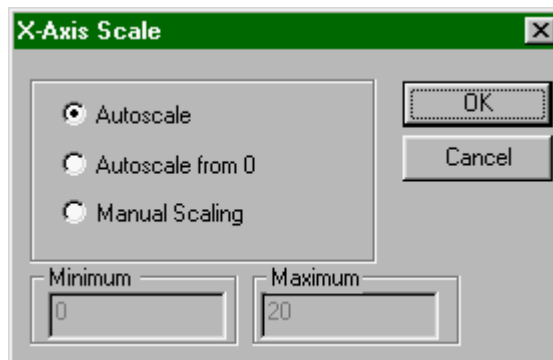 X-Axis Scale
Autoscale
Autoscale from 0
Manual Scaling
OK
Cancel
Minimum
0
Maximum
20